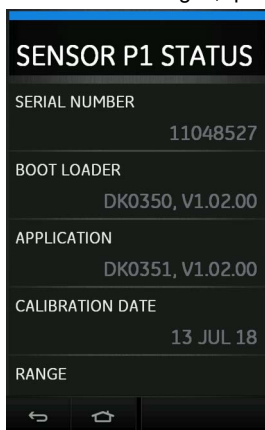 SENSOR P1 STATUS
SERIAL NUMBER
11048527
BOOT LOADER
DK0350, V1.02.00
APPLICATION
DK0351, V1.02.00
CALIBRATION DATE
13 JUL 18
RANGE